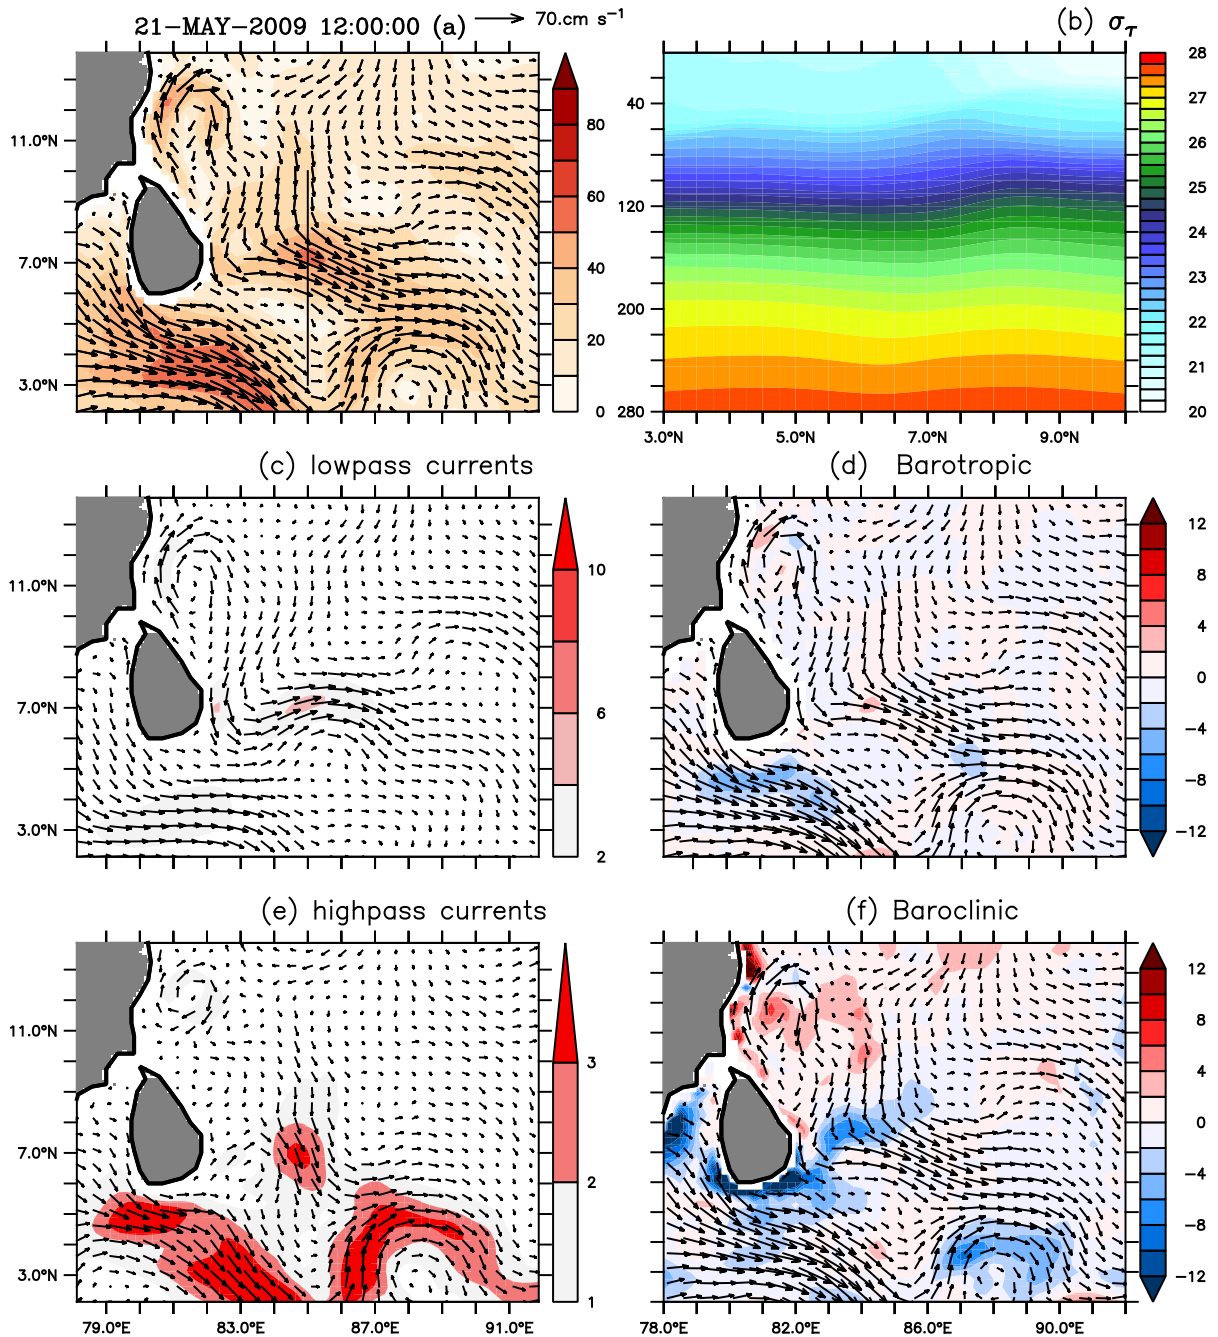 21-MAY-2009 12:00:00 (a)
70.cm s⁻¹
11.0°N
7.0°N
3.0°N
80
60
40
20
0
(b) στ
40
120
200
280
3.0°N 5.0°N 7.0°N 9.0°N
28
27
26
25
24
23
22
21
20
(c) lowpass currents
11.0°N
7.0°N
3.0°N
10
6
2
(d) Barotropic
12
8
4
0
−4
−8
−12
(e) highpass currents
11.0°N
7.0°N
3.0°N
79.0°E 83.0°E 87.0°E 91.0°E
3
2
1
(f) Baroclinic
78.0°E 82.0°E 86.0°E 90.0°E
12
8
4
0
−4
−8
−12